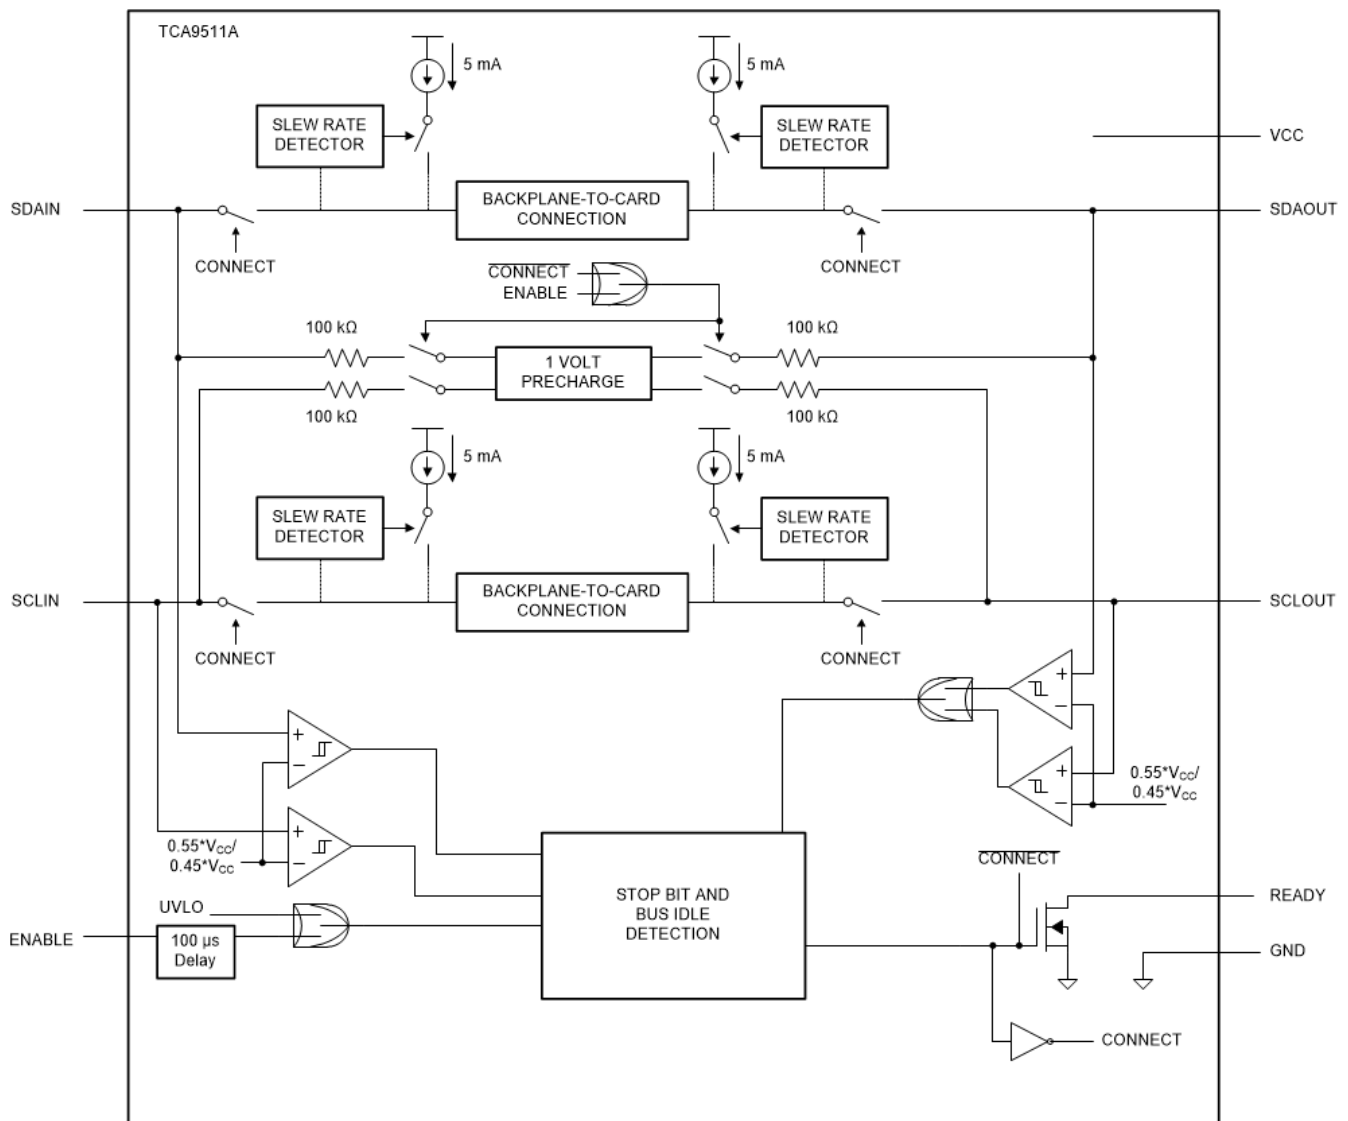 TCA9511A
5 mA
5 mA
SLEW RATE
DETECTOR
SLEW RATE
DETECTOR
VCC
SDAIN
BACKPLANE-TO-CARD
CONNECTION
SDAOUT
CONNECT
CONNECT
CONNECT
ENABLE
100 kΩ
100 kΩ
1 VOLT
PRECHARGE
100 kΩ
100 kΩ
5 mA
5 mA
SLEW RATE
DETECTOR
SLEW RATE
DETECTOR
SCLIN
BACKPLANE-TO-CARD
CONNECTION
SCLOUT
CONNECT
CONNECT
+
−
+
−
+
−
0.55*VCC/
0.45*VCC
+
−
0.55*VCC/
0.45*VCC
CONNECT
STOP BIT AND
BUS IDLE
DETECTION
UVLO
READY
ENABLE
100 µs
Delay
GND
CONNECT